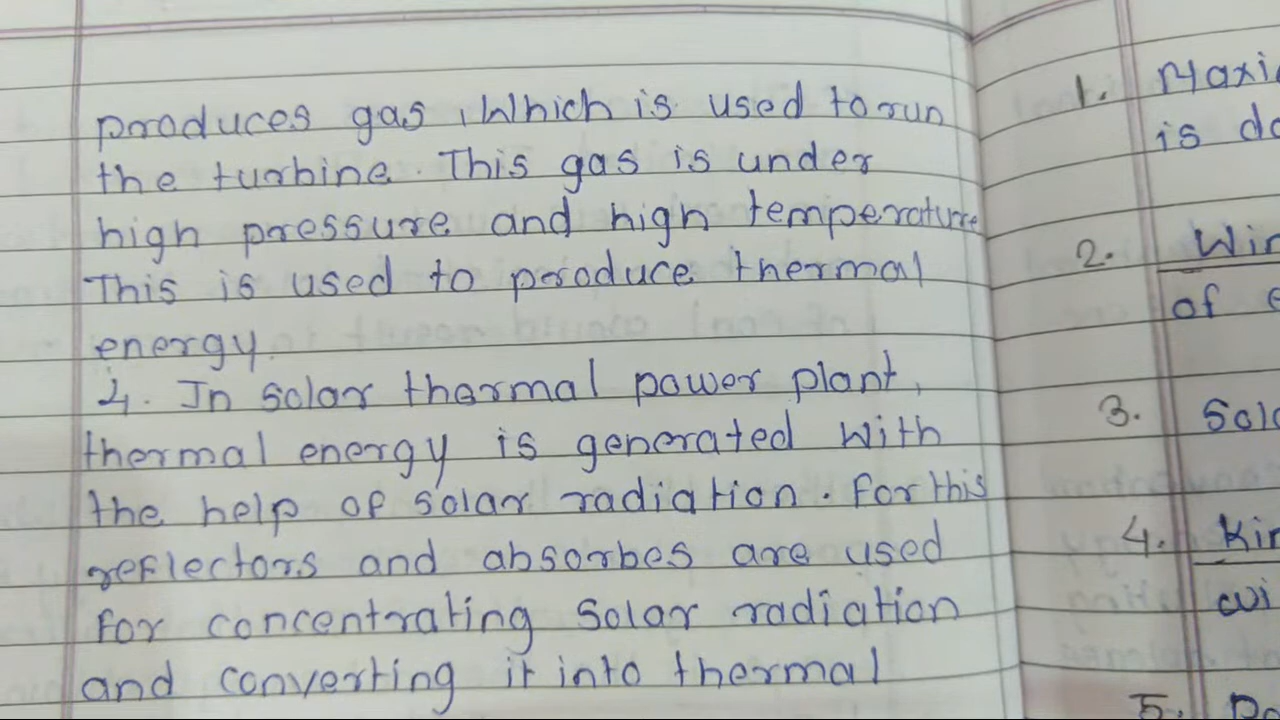 produces gas, Which is used to run
the turbine. This gas is under
high pressure and high temperature
This is used to produce thermal
energy.
4. In solar thermal power plant,
thermal energy is generated with
the help of solar radiation. For this
reflectors and absorbes are used
for concentrating solar radiation
and converting it into thermal
1.
is
2.
of
3.
4.
5.